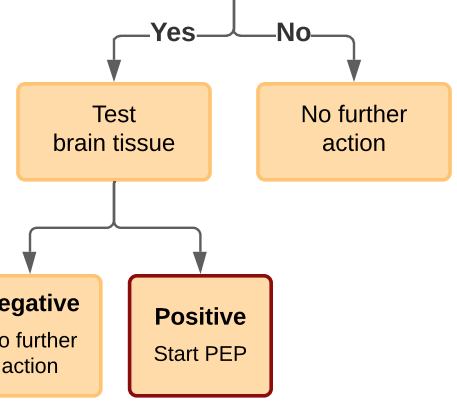 Yes
No
Test
brain tissue
No further
action
egative
o further
action
Positive
Start PEP